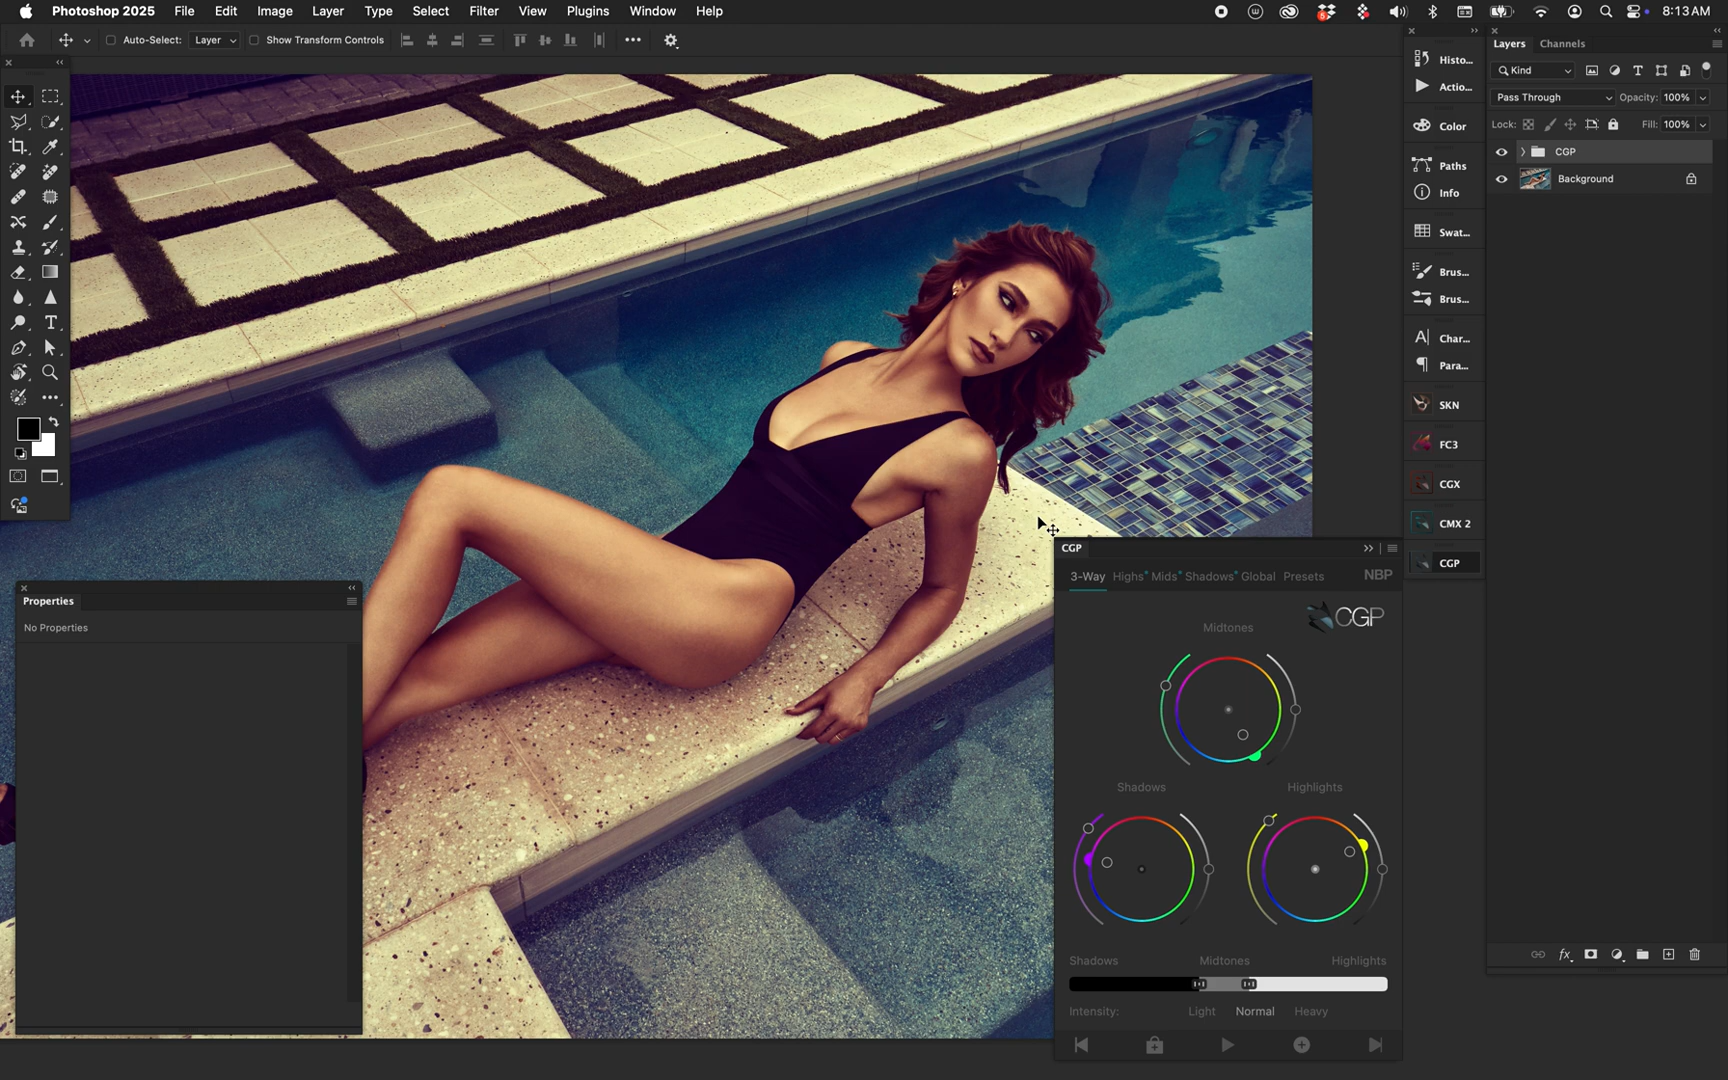 Photoshop 2025 File Edit Image Layer Type Select Filter View Plugins Window Help 8:13 AM
Auto-Select: Layer Show Transform Controls
Histo...
Actio...
Color
Paths
Info
Swat...
Brus...
Brus...
Char...
Para...
SKN
FC3
CGX
CMX 2
CGP
Layers Channels
Kind
Pass Through Opacity: 100%
Lock: Fill: 100%
CGP
Background
Properties
No Properties
CGP
3-Way Highs* Mids* Shadows* Global Presets NBP
CGP
Midtones
Shadows Highlights
Shadows Midtones Highlights
Intensity: Light Normal Heavy